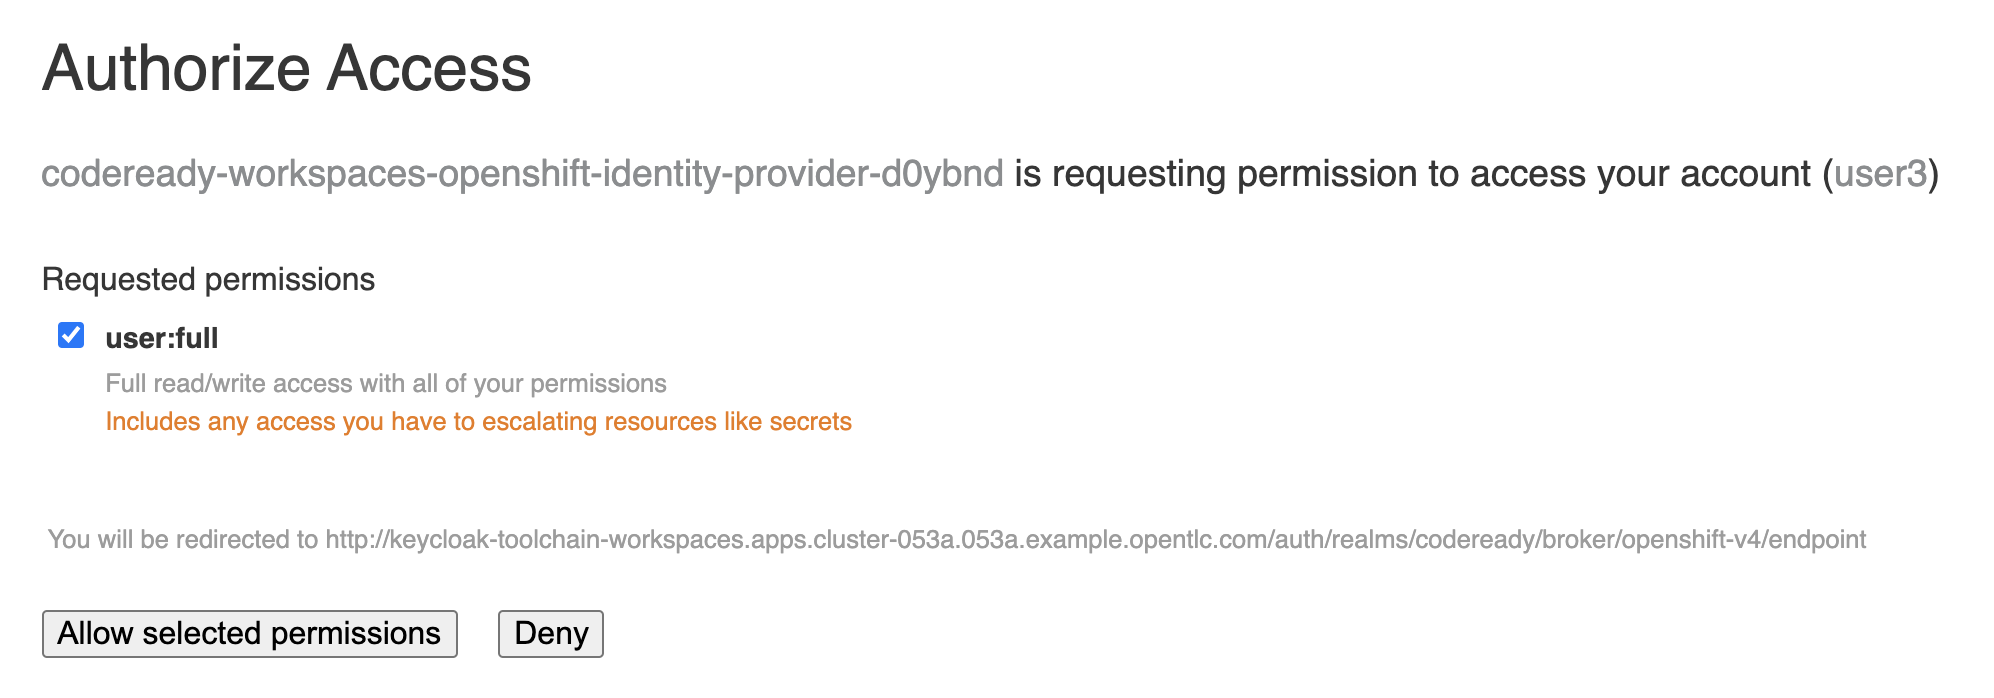 Authorize Access
codeready-workspaces-openshift-identity-provider-d0ybnd is requesting permission to access your account (user3)
Requested permissions
user:full
Full read/write access with all of your permissions
Includes any access you have to escalating resources like secrets
You will be redirected to http://keycloak-toolchain-workspaces.apps.cluster-053a.053a.example.opentlc.com/auth/realms/codeready/broker/openshift-v4/endpoint
Allow selected permissions Deny